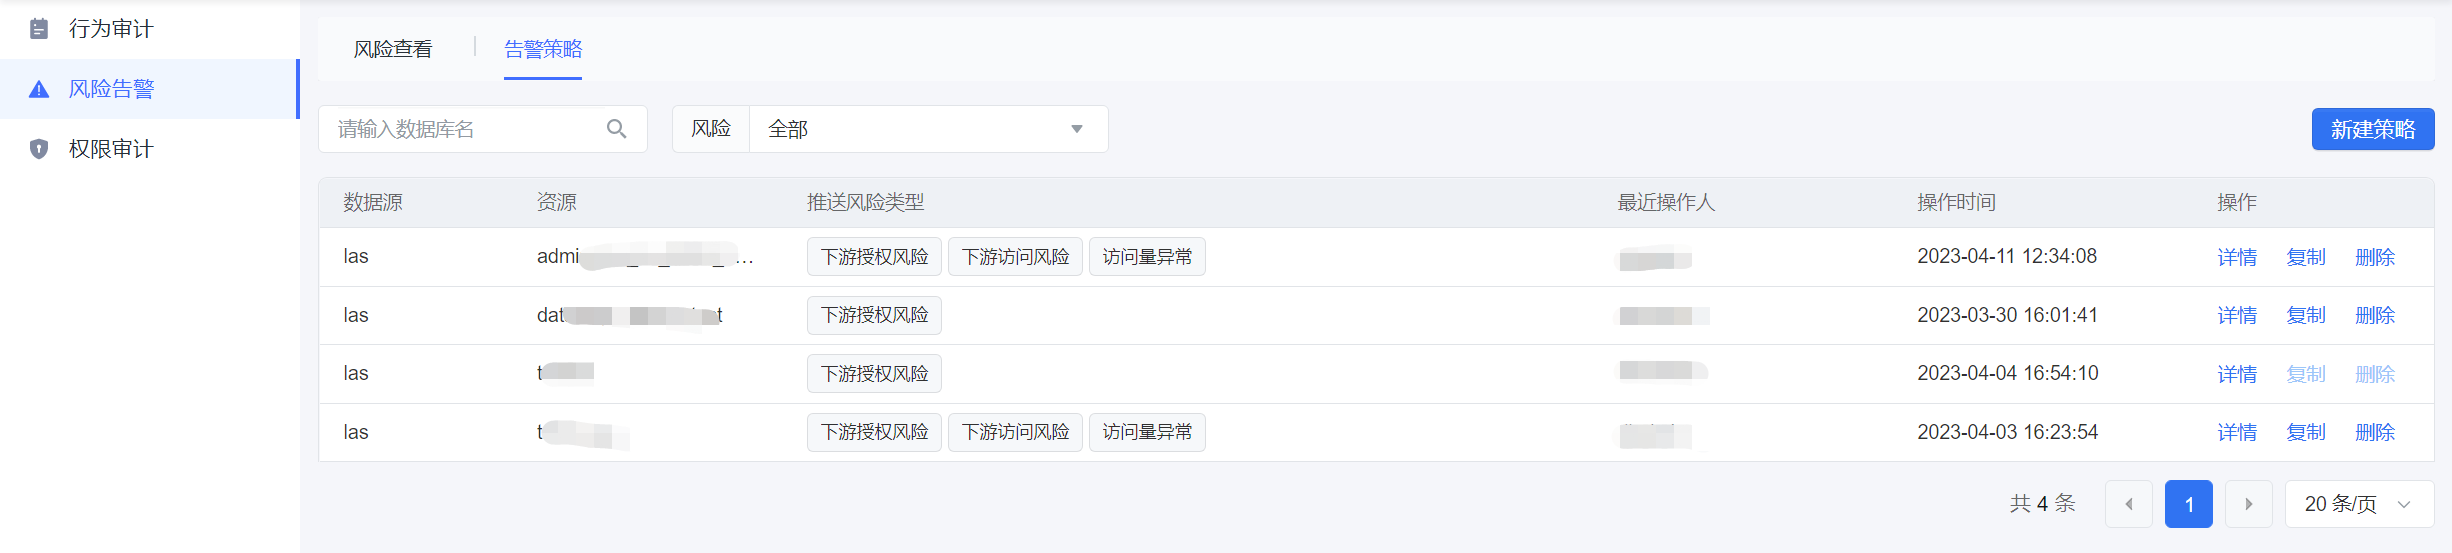 行为审计
风险告警
权限审计
风险查看 告警策略
请输入数据库名 风险 全部 新建策略
数据源 资源 推送风险类型 最近操作人 操作时间 操作
las admi ... 下游授权风险 下游访问风险 访问量异常 2023-04-11 12:34:08 详情 复制 删除
las dat 下游授权风险 2023-03-30 16:01:41 详情 复制 删除
las t 下游授权风险 2023-04-04 16:54:10 详情 复制 删除
las t 下游授权风险 下游访问风险 访问量异常 2023-04-03 16:23:54 详情 复制 删除
共 4 条 1 20 条/页